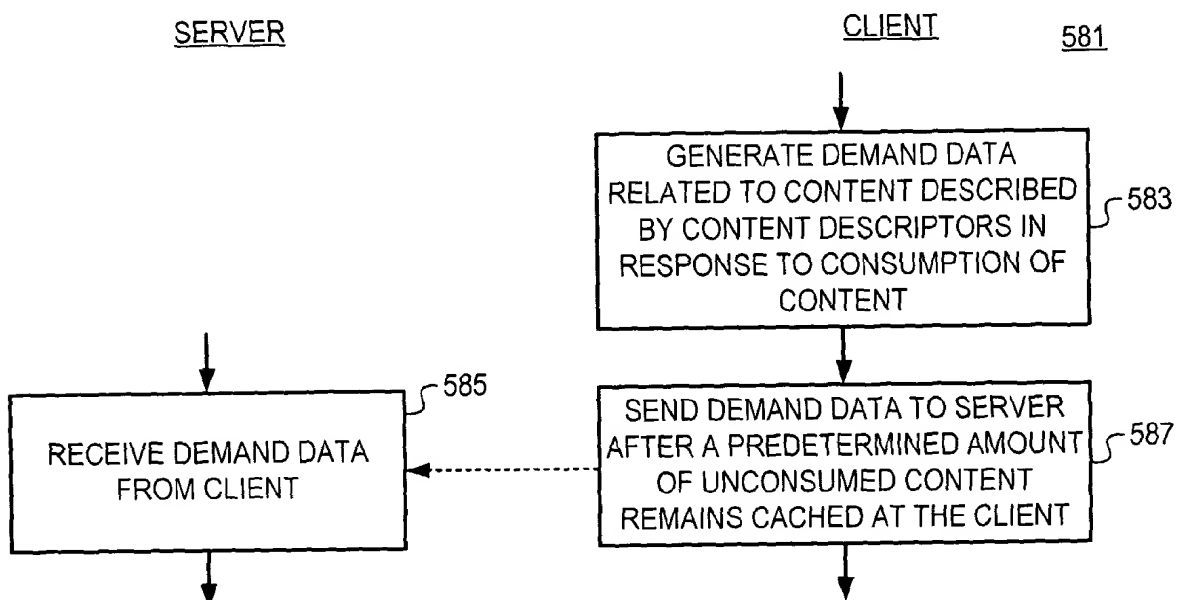 SERVER
CLIENT
581
GENERATE DEMAND DATA
RELATED TO CONTENT DESCRIBED
BY CONTENT DESCRIPTORS IN
RESPONSE TO CONSUMPTION OF
CONTENT
583
RECEIVE DEMAND DATA
FROM CLIENT
585
SEND DEMAND DATA TO SERVER
AFTER A PREDETERMINED AMOUNT
OF UNCONSUMED CONTENT
REMAINS CACHED AT THE CLIENT
587